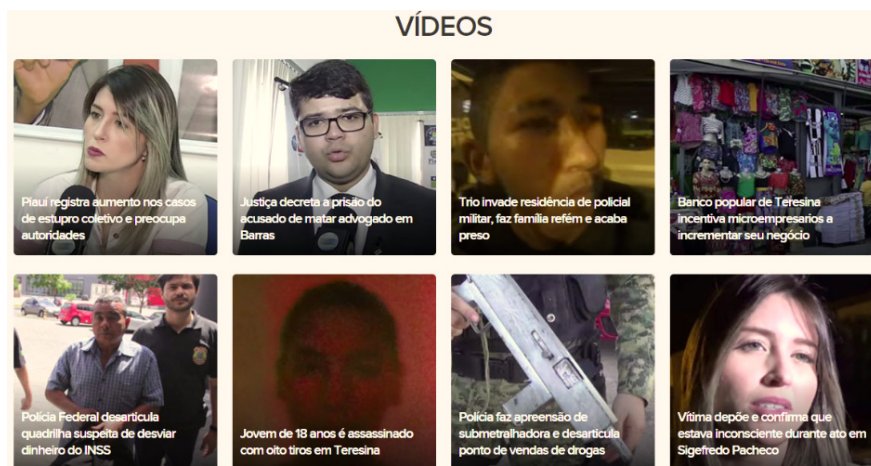 VÍDEOS
Piauí registra aumento nos casos
de estupro coletivo e preocupa
autoridades
Justiça decreta a prisão do
acusado de matar advogado em
Barras
Trio invade residência de policial
militar, faz família refém e acaba
preso
Banco popular de Teresina
incentiva microempresarios a
incrementar seu negócio
Polícia Federal desarticula
quadrilha suspeita de desviar
dinheiro do INSS
Jovem de 18 anos é assassinado
com oito tiros em Teresina
Polícia faz apreensão de
submetralhadora e desarticula
ponto de vendas de drogas
Vítima depõe e confirma que
estava inconsciente durante ato em
Sigefredo Pacheco